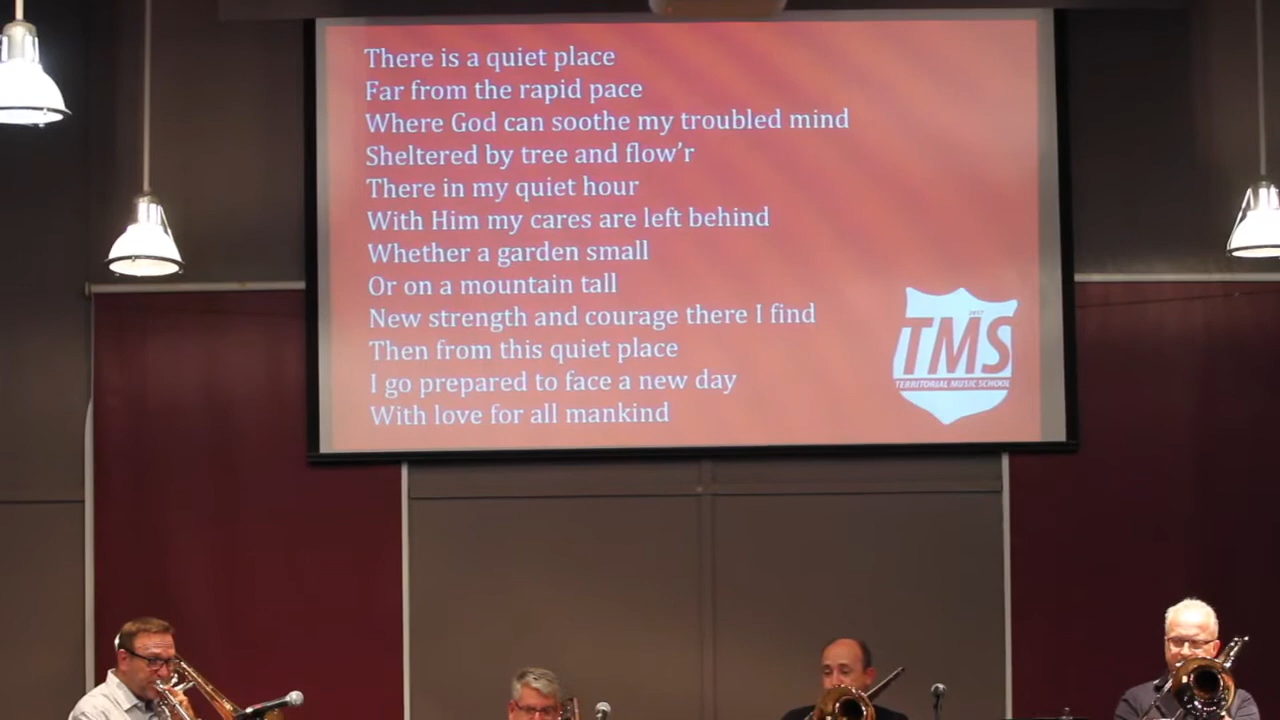 There is a quiet place
Far from the rapid pace
Where God can soothe my troubled mind
Sheltered by tree and flow’r
There in my quiet hour
With Him my cares are left behind
Whether a garden small
Or on a mountain tall
New strength and courage there I find
Then from this quiet place
I go prepared to face a new day
With love for all mankind
2017
TMS
TERRITORIAL MUSIC SCHOOL